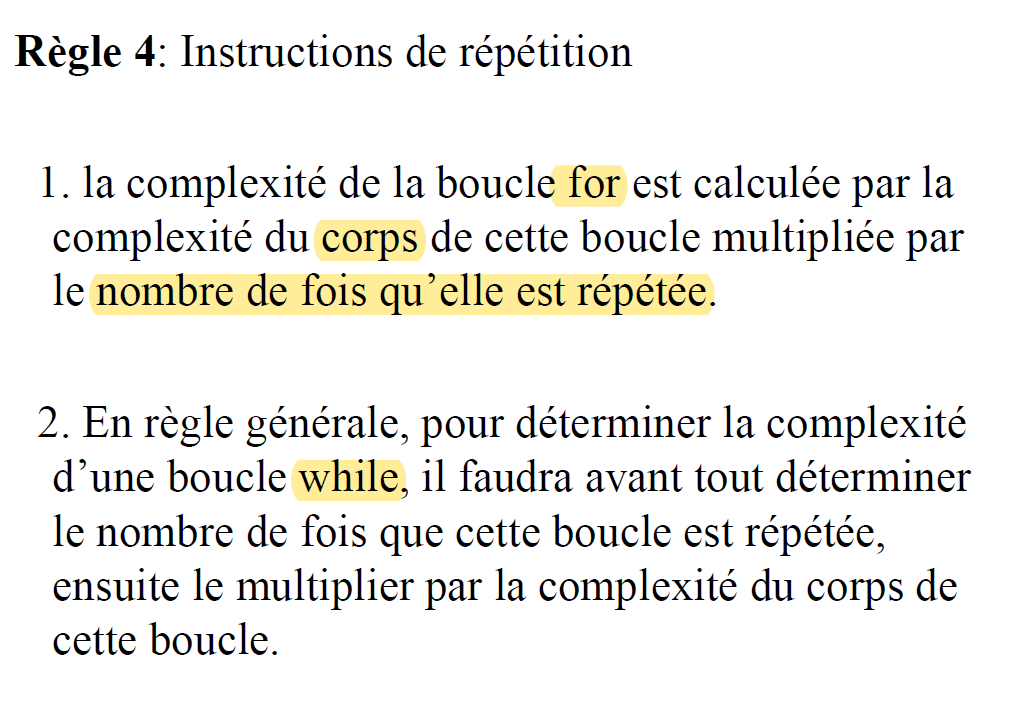 Règle 4: Instructions de répétition
1. la complexité de la boucle for est calculée par la
complexité du corps de cette boucle multipliée par
le nombre de fois qu’elle est répétée.
2. En règle générale, pour déterminer la complexité
d’une boucle while, il faudra avant tout déterminer
le nombre de fois que cette boucle est répétée,
ensuite le multiplier par la complexité du corps de
cette boucle.